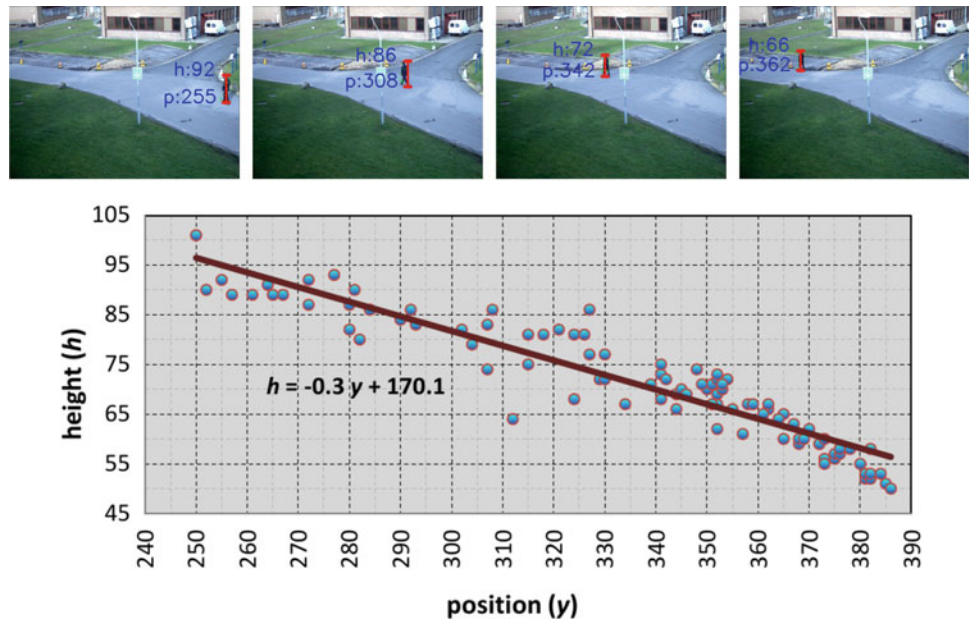 h:92
p:255
h:86
p:308
h:72
p:342
h:66
p:362
105
95
85
75
65
55
45
height (h)
h = -0.3 y + 170.1
240 250 260 270 280 290 300 310 320 330 340 350 360 370 380 390
position (y)